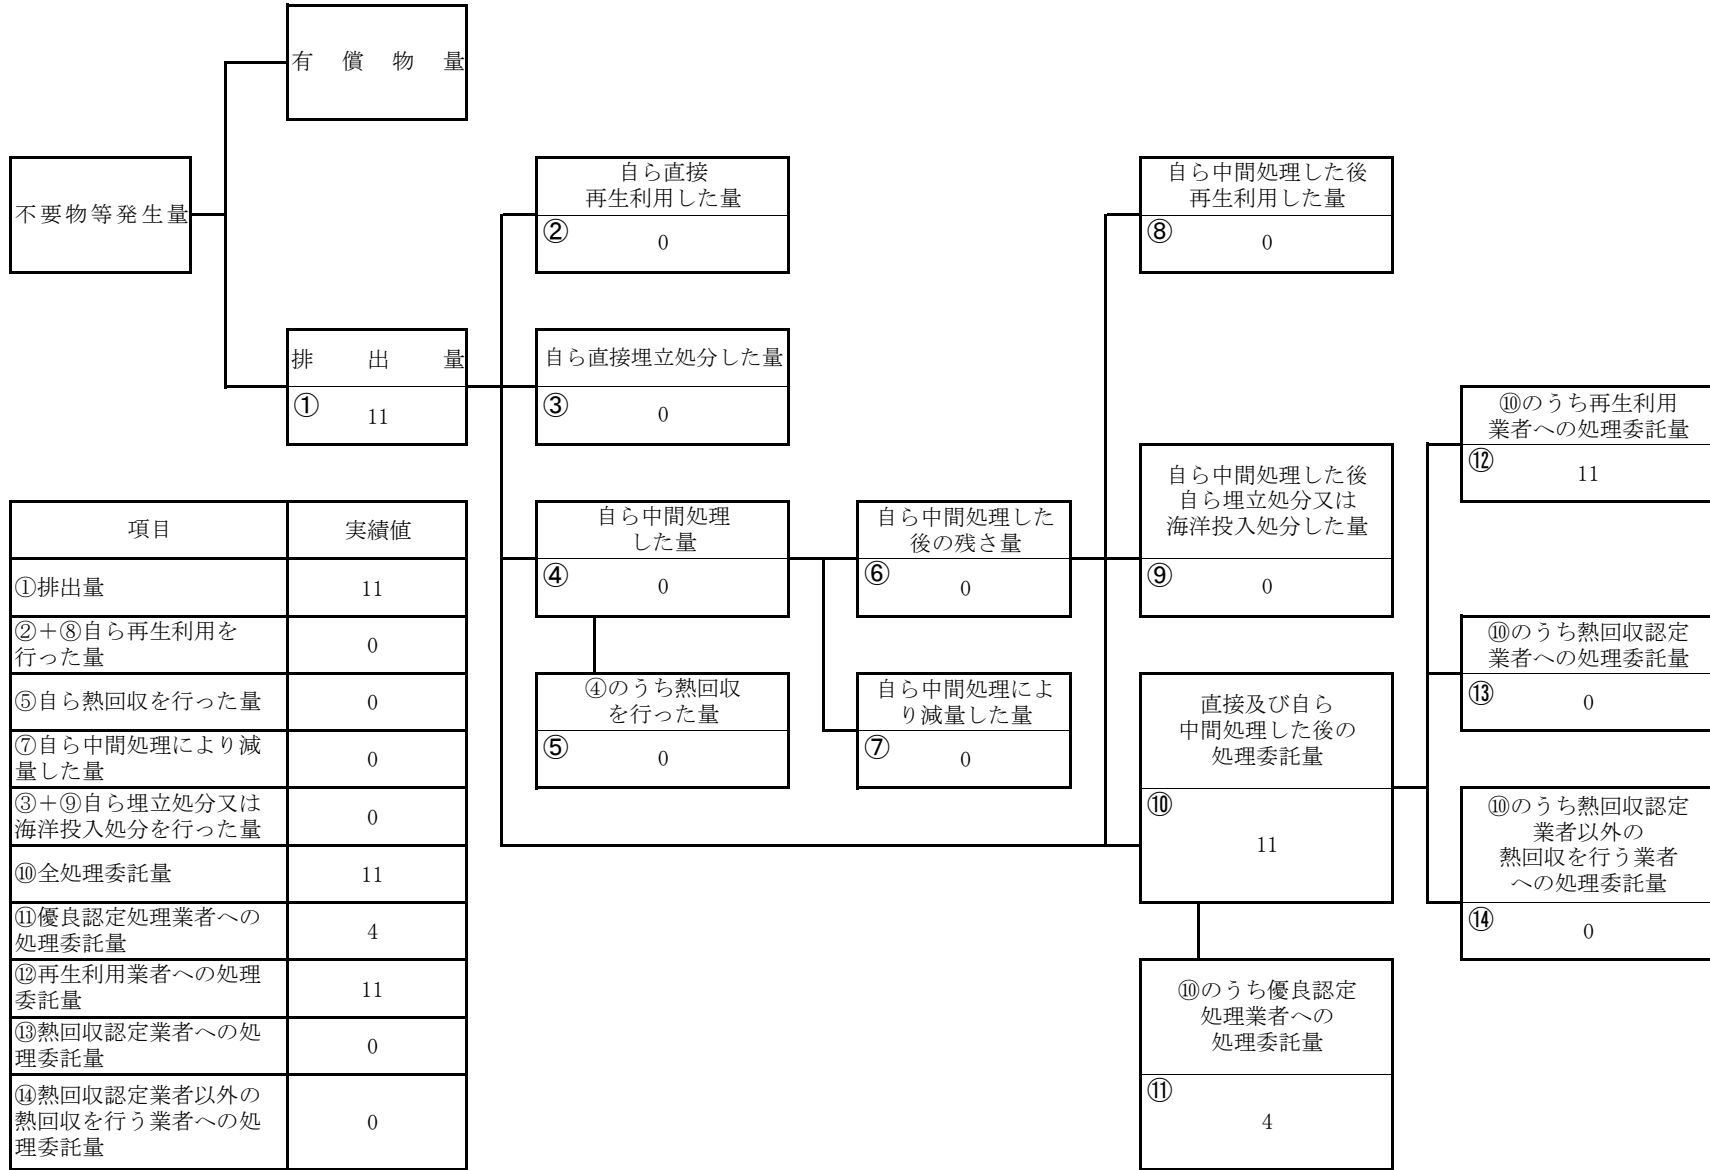 有償物量
不要物等発生量
排出量
①
11
自ら直接
再生利用した量
②
0
自ら直接埋立処分した量
③
0
自ら中間処理
した量
④
0
④のうち熱回収
を行った量
⑤
0
自ら中間処理した
後の残さ量
⑥
0
自ら中間処理によ
り減量した量
⑦
0
自ら中間処理した後
再生利用した量
⑧
0
自ら中間処理した後
自ら埋立処分又は
海洋投入処分した量
⑨
0
直接及び自ら
中間処理した後の
処理委託量
⑩
11
⑩のうち優良認定
処理業者への
処理委託量
⑪
4
⑩のうち再生利用
業者への処理委託量
⑫
11
⑩のうち熱回収認定
業者への処理委託量
⑬
0
⑩のうち熱回収認定
業者以外の
熱回収を行う業者
への処理委託量
⑭
0
項目 実績値
①排出量 11
②＋⑧自ら再生利用を
行った量
0
⑤自ら熱回収を行った量 0
⑦自ら中間処理により減
量した量
0
③＋⑨自ら埋立処分又は
海洋投入処分を行った量
0
⑩全処理委託量 11
⑪優良認定処理業者への
処理委託量
4
⑫再生利用業者への処理
委託量
11
⑬熱回収認定業者への処
理委託量
0
⑭熱回収認定業者以外の
熱回収を行う業者への処
理委託量
0